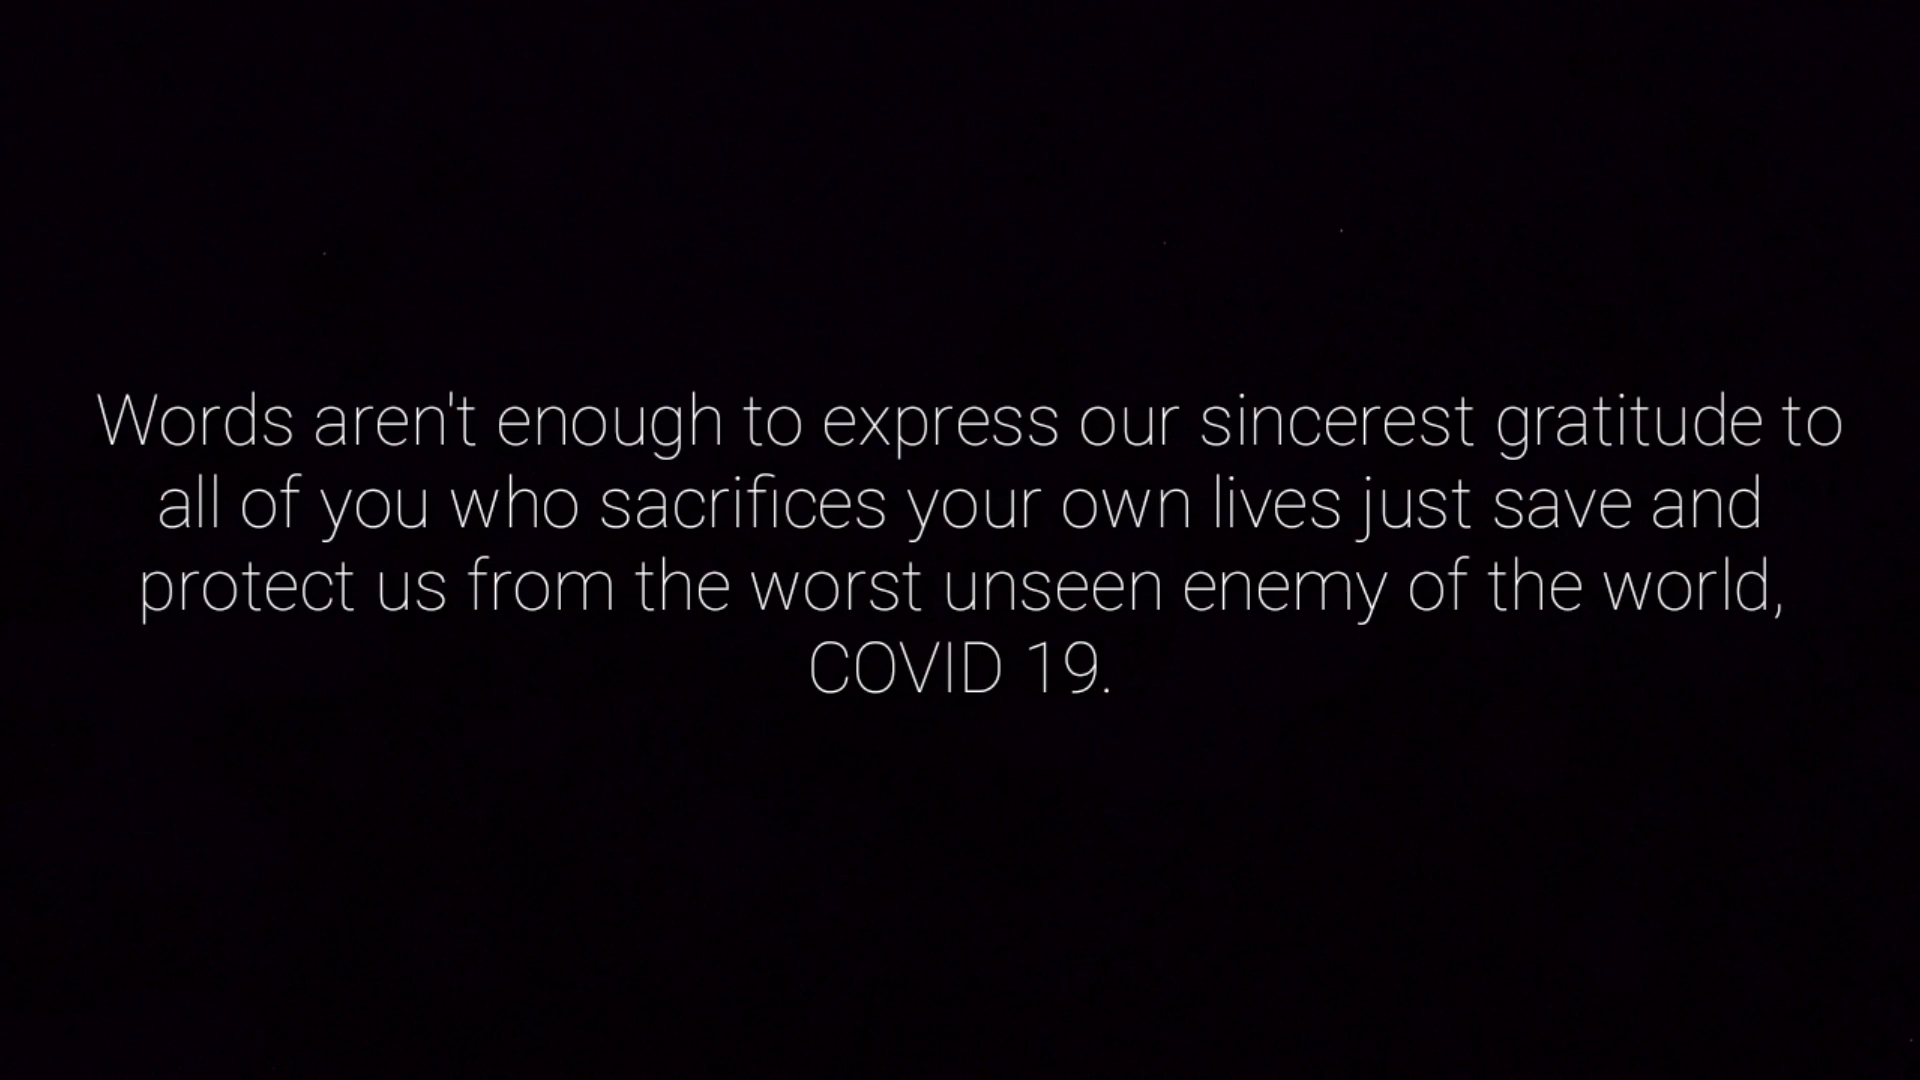 Words aren't enough to express our sincerest gratitude to
all of you who sacrifices your own lives just save and
protect us from the worst unseen enemy of the world,
COVID 19.